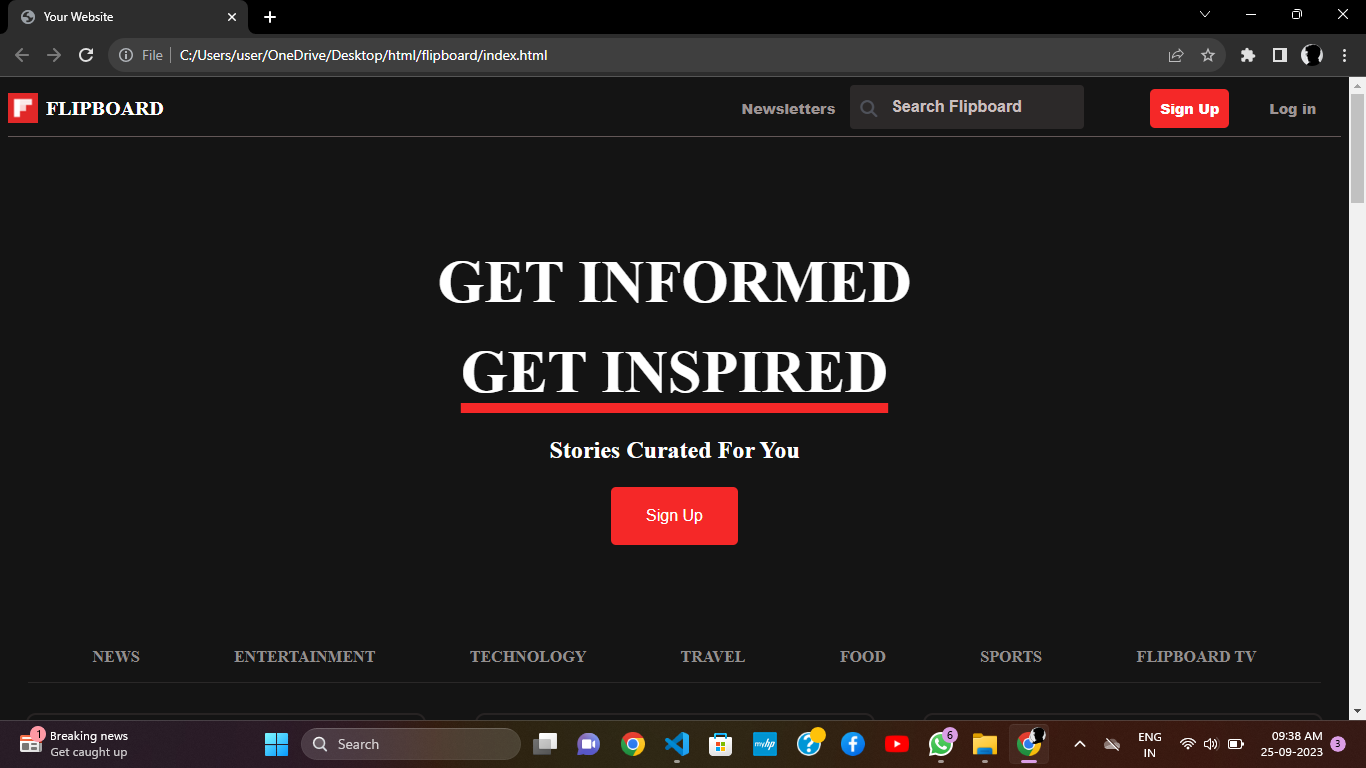 Your Website
File C:/Users/user/OneDrive/Desktop/html/flipboard/index.html
FLIPBOARD Newsletters Search Flipboard Sign Up Log in
GET INFORMED
GET INSPIRED
Stories Curated For You
Sign Up
NEWS ENTERTAINMENT TECHNOLOGY TRAVEL FOOD SPORTS FLIPBOARD TV
1 Breaking news
Get caught up
Search
myhp
6
ENG
IN
09:38 AM
25-09-2023
3